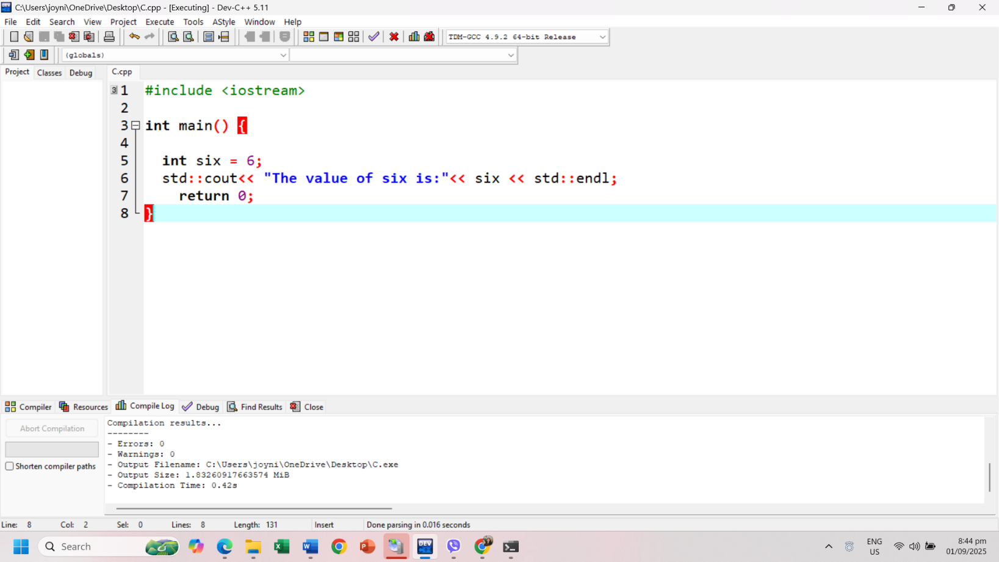 C:\Users\joyni\OneDrive\Desktop\C.cpp - [Executing] - Dev-C++ 5.11
File Edit Search View Project Execute Tools AStyle Window Help
TDM-GCC 4.9.2 64-bit Release
(globals)
Project Classes Debug C.cpp
3 1 #include <iostream>
2
3 int main() {
4
5 int six = 6;
6 std::cout<< "The value of six is:"<< six << std::endl;
7 return 0;
8 }
Compiler Resources Compile Log Debug Find Results Close
Abort Compilation
Shorten compiler paths
Compilation results...
--------
- Errors: 0
- Warnings: 0
- Output Filename: C:\Users\joyni\OneDrive\Desktop\C.exe
- Output Size: 1.83260917663574 MiB
- Compilation Time: 0.42s
Line: 8 Col: 2 Sel: 0 Lines: 8 Length: 131 Insert Done parsing in 0.016 seconds
Search
DEV
ENG
US
8:44 pm
01/09/2025